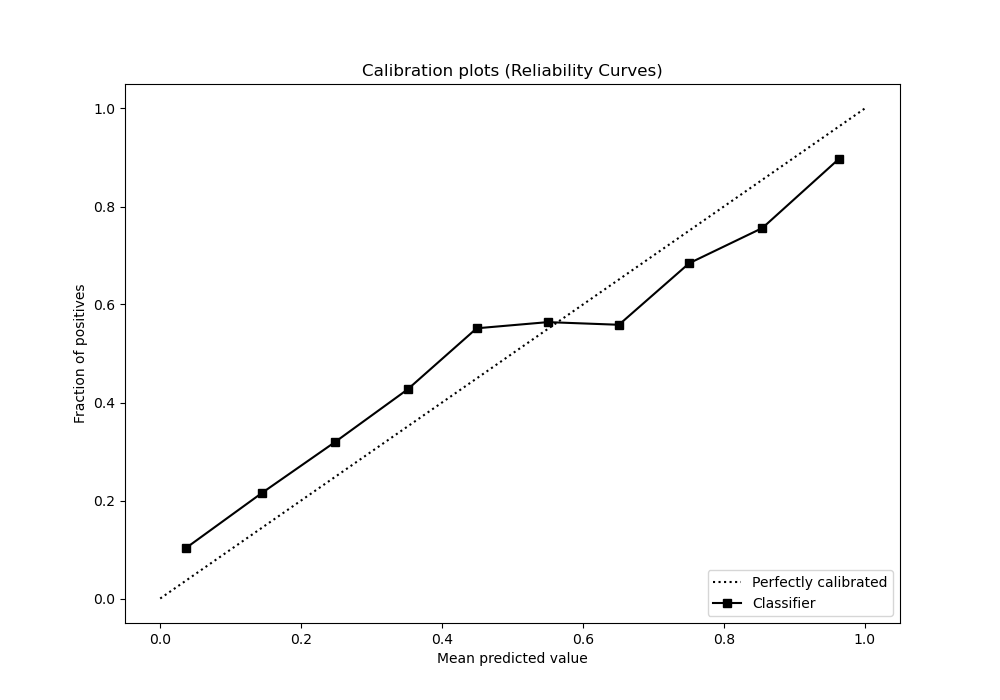 Calibration plots (Reliability Curves)
1.0
0.8
0.6
0.4
0.2
0.0
Fraction of positives
Perfectly calibrated
Classifier
0.0 0.2 0.4 0.6 0.8 1.0
Mean predicted value